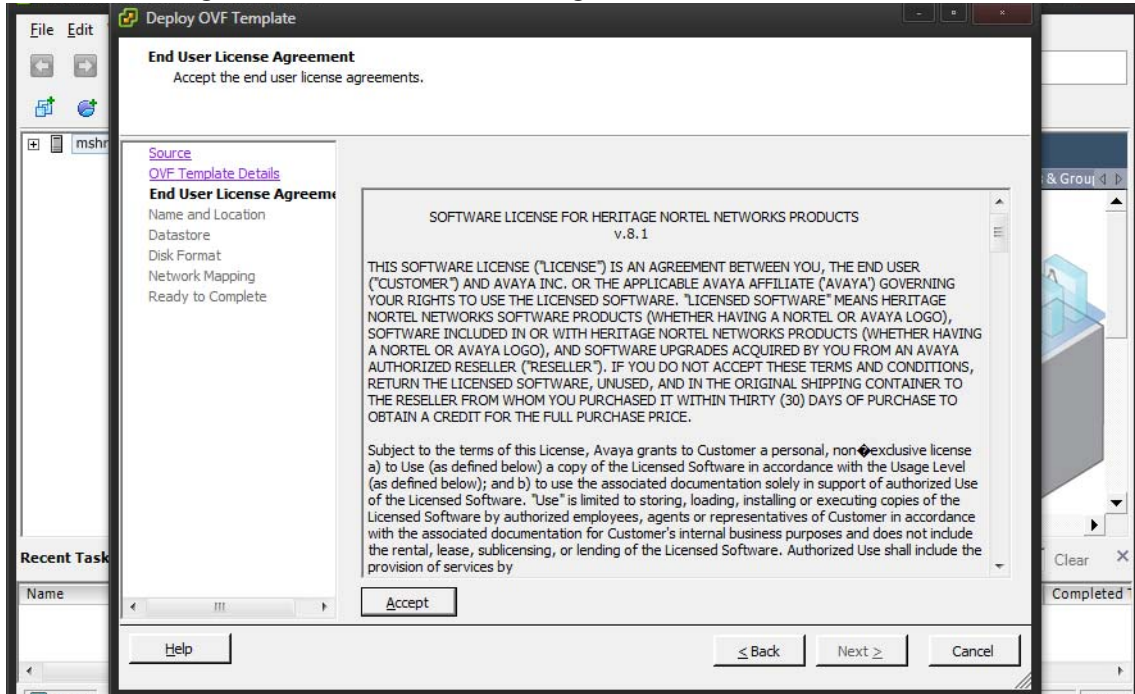 Deploy OVF Template
File Edit
End User License Agreement
Accept the end user license agreements.
mshr
Source
OVF Template Details
End User License Agreeme
Name and Location
Datastore
Disk Format
Network Mapping
Ready to Complete
& Grou
SOFTWARE LICENSE FOR HERITAGE NORTEL NETWORKS PRODUCTS
v.8.1
THIS SOFTWARE LICENSE ("LICENSE") IS AN AGREEMENT BETWEEN YOU, THE END USER
("CUSTOMER") AND AVAYA INC. OR THE APPLICABLE AVAYA AFFILIATE ('AVAYA') GOVERNING
YOUR RIGHTS TO USE THE LICENSED SOFTWARE. "LICENSED SOFTWARE" MEANS HERITAGE
NORTEL NETWORKS SOFTWARE PRODUCTS (WHETHER HAVING A NORTEL OR AVAYA LOGO),
SOFTWARE INCLUDED IN OR WITH HERITAGE NORTEL NETWORKS PRODUCTS (WHETHER HAVING
A NORTEL OR AVAYA LOGO), AND SOFTWARE UPGRADES ACQUIRED BY YOU FROM AN AVAYA
AUTHORIZED RESELLER ("RESELLER"). IF YOU DO NOT ACCEPT THESE TERMS AND CONDITIONS,
RETURN THE LICENSED SOFTWARE, UNUSED, AND IN THE ORIGINAL SHIPPING CONTAINER TO
THE RESELLER FROM WHOM YOU PURCHASED IT WITHIN THIRTY (30) DAYS OF PURCHASE TO
OBTAIN A CREDIT FOR THE FULL PURCHASE PRICE.
Subject to the terms of this License, Avaya grants to Customer a personal, non�exclusive license
a) to Use (as defined below) a copy of the Licensed Software in accordance with the Usage Level
(as defined below); and b) to use the associated documentation solely in support of authorized Use
of the Licensed Software. "Use" is limited to storing, loading, installing or executing copies of the
Licensed Software by authorized employees, agents or representatives of Customer in accordance
with the associated documentation for Customer's internal business purposes and does not include
the rental, lease, sublicensing, or lending of the Licensed Software. Authorized Use shall include the
provision of services by
Recent Task
Clear
Name
Completed
Accept
Help
≤ Back
Next ≥
Cancel